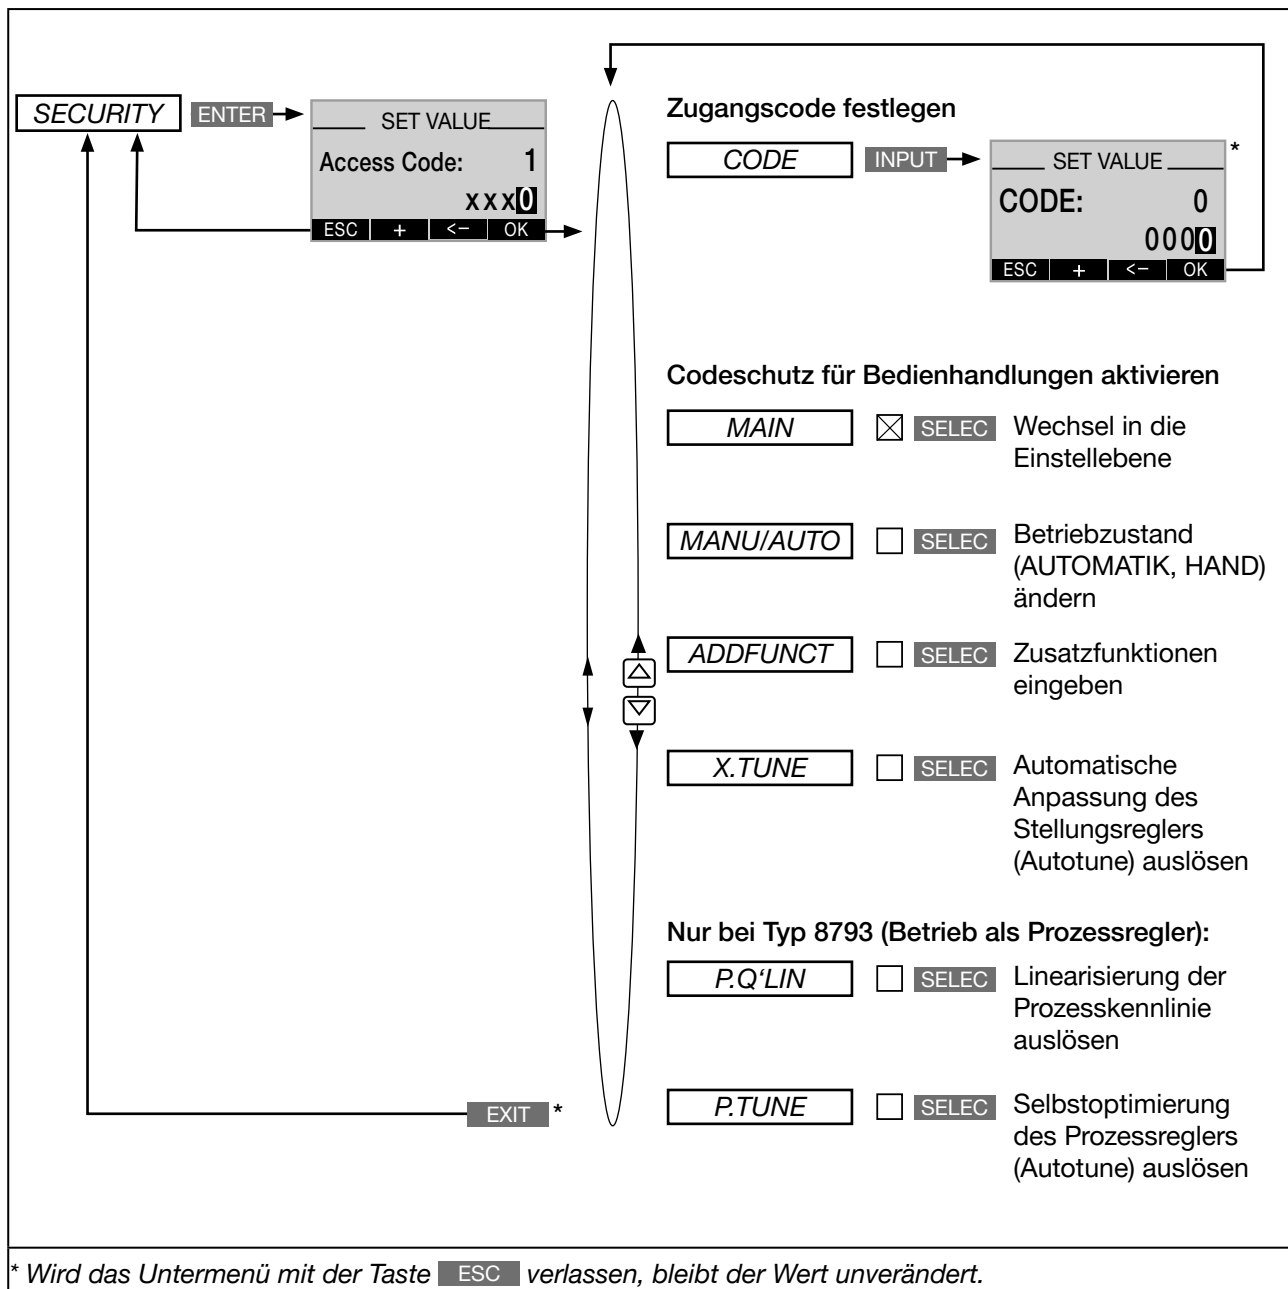 SECURITY ENTER
SET VALUE
Access Code: 1
xxx0
ESC + <– OK
Zugangscode festlegen
CODE INPUT
SET VALUE *
CODE: 0
0000
ESC + <– OK
Codeschutz für Bedienhandlungen aktivieren
MAIN SELEC Wechsel in die
Einstellebene
MANU/AUTO SELEC Betriebzustand
(AUTOMATIK, HAND)
ändern
ADDFUNCT SELEC Zusatzfunktionen
eingeben
X.TUNE SELEC Automatische
Anpassung des
Stellungsreglers
(Autotune) auslösen
Nur bei Typ 8793 (Betrieb als Prozessregler):
P.Q‘LIN SELEC Linearisierung der
Prozesskennlinie
auslösen
EXIT *
P.TUNE SELEC Selbstoptimierung
des Prozessreglers
(Autotune) auslösen
* Wird das Untermenü mit der Taste ESC verlassen, bleibt der Wert unverändert.